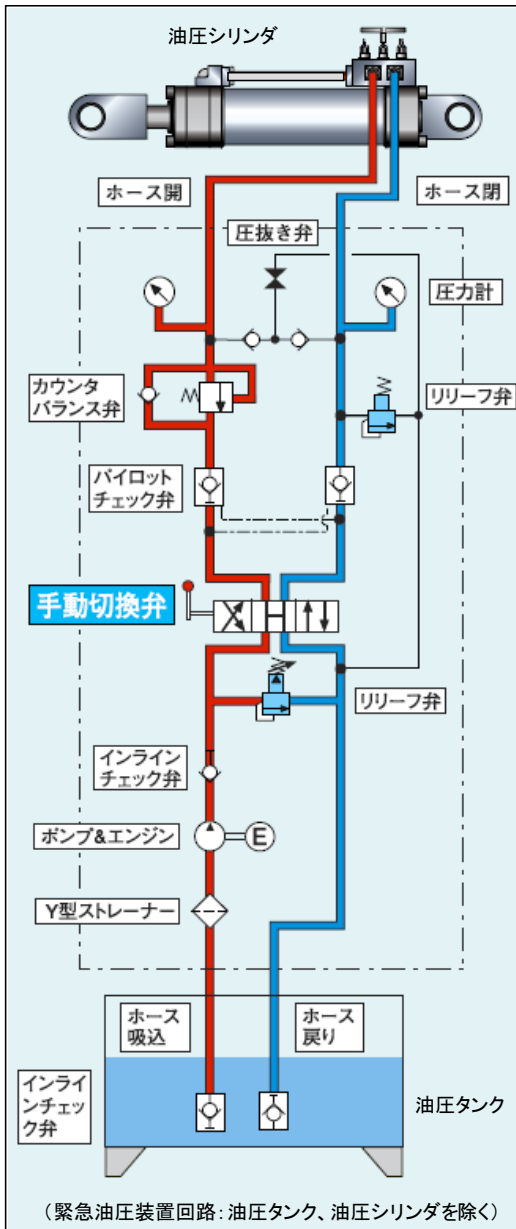 油圧シリンダ
ホース開
ホース閉
圧抜き弁
圧力計
カウンタ
バランス弁
リリーフ弁
パイロット
チェック弁
手動切換弁
リリーフ弁
インライン
チェック弁
ポンプ&エンジン
E
Y型ストレーナー
ホース
吸込
ホース
戻り
インライ
ンチェッ
ク弁
油圧タンク
（緊急油圧装置回路：油圧タンク、油圧シリンダを除く）